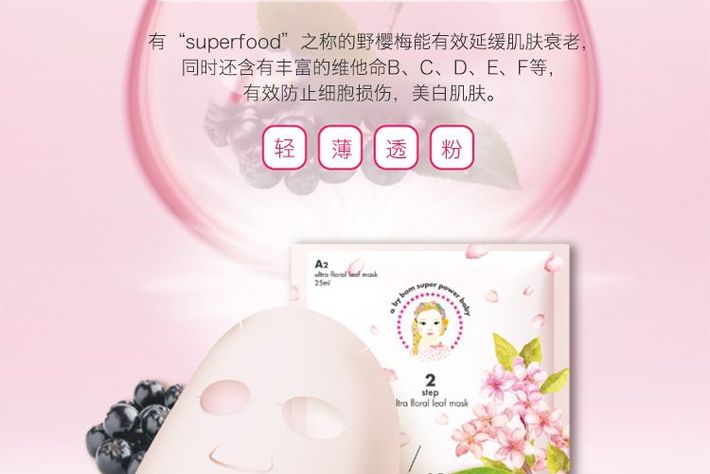 有“superfood”之称的野樱梅能有效延缓肌肤衰老，
同时还含有丰富的维他命B、C、D、E、F等，
有效防止细胞损伤，美白肌肤。
轻 薄 透 粉
A2
ultra floral leaf mask
25ml
a by bom super power baby
2
step
ltra floral leaf mask